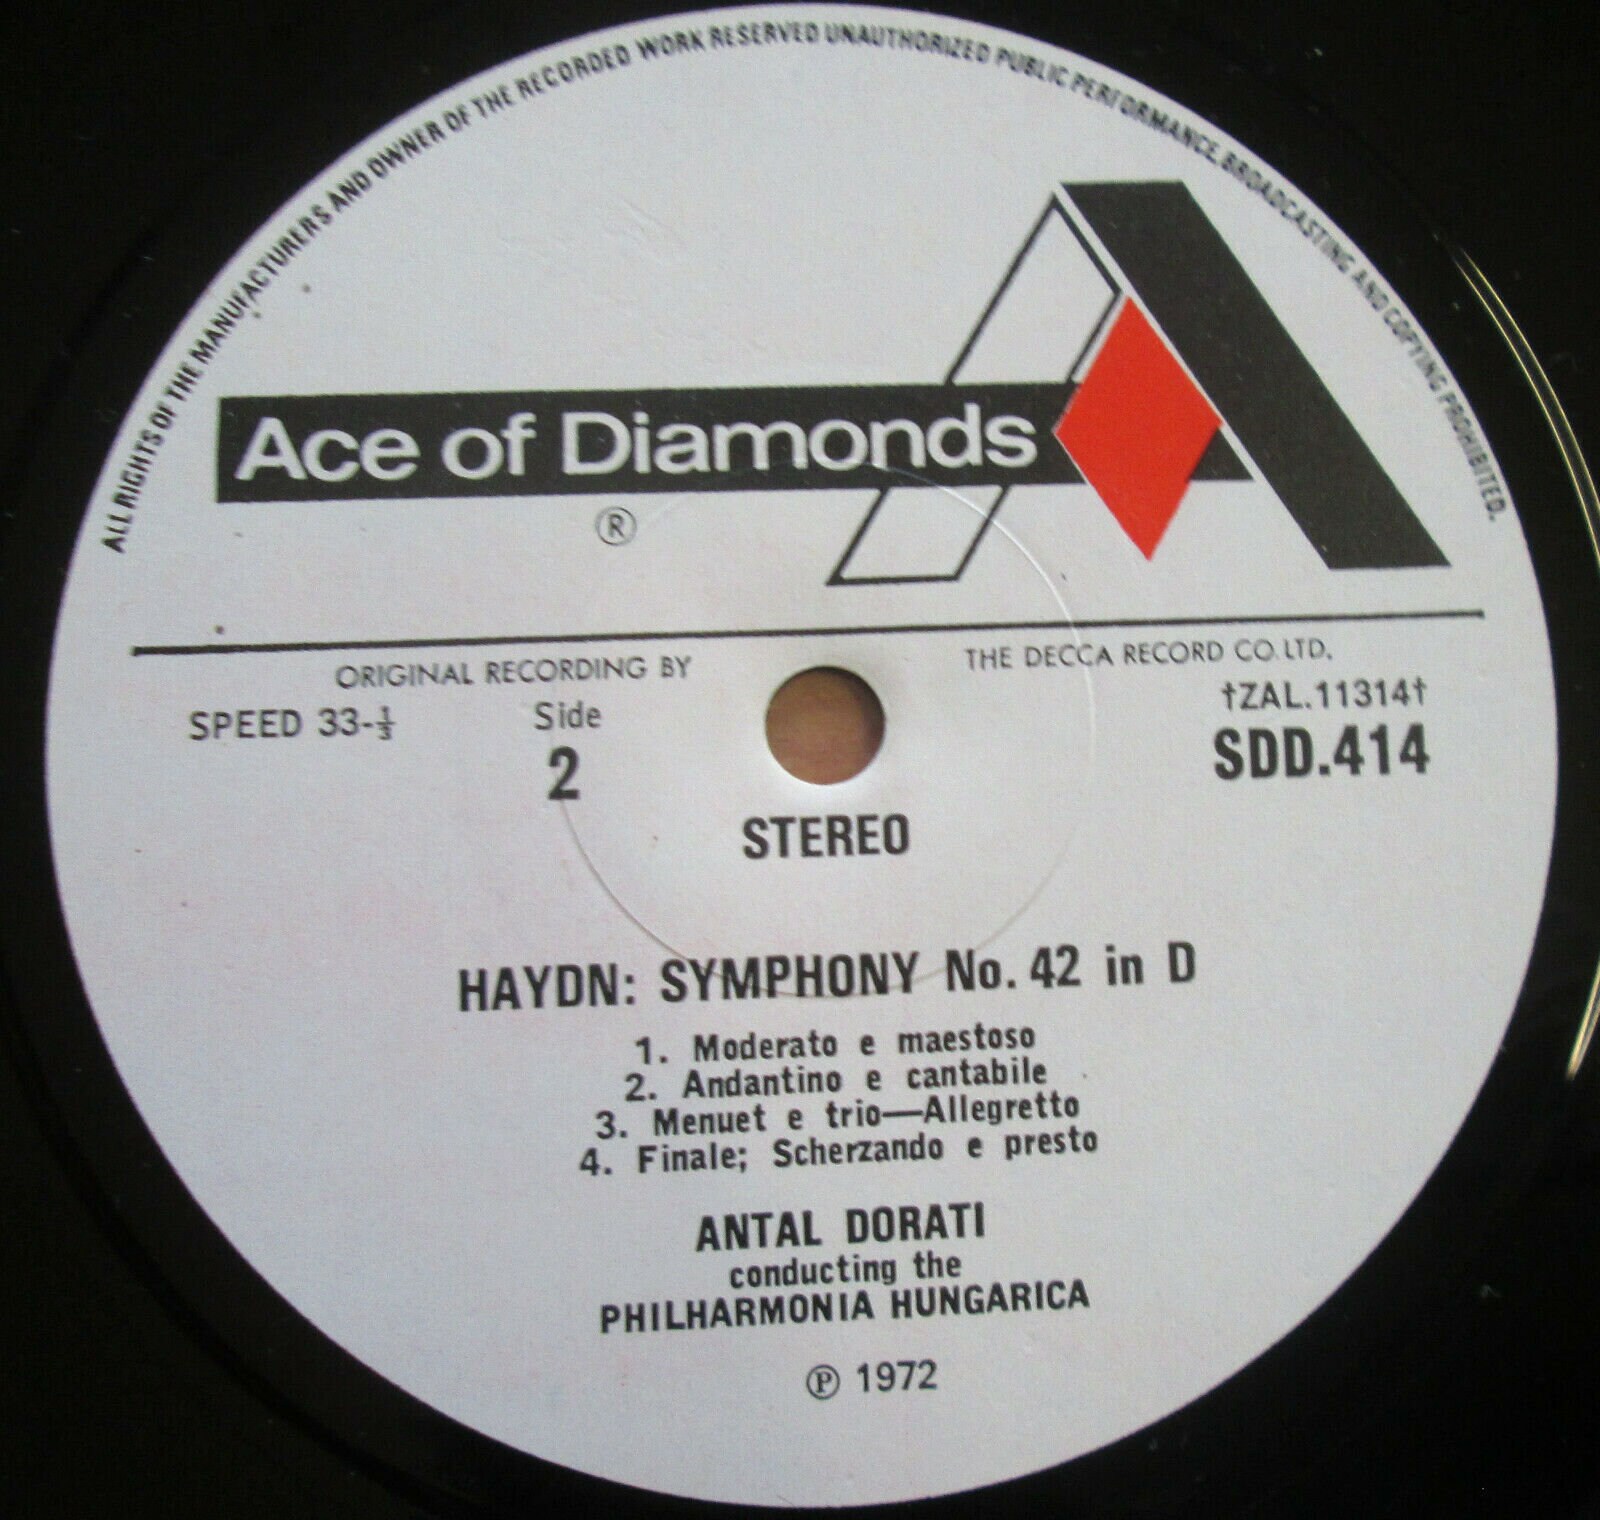 ALL RIGHTS OF THE MANUFACTURERS AND OWNER OF THE RECORDED WORK RESERVED UNAUTHORIZED PUBLIC PERFORMANCE, BROADCASTING AND COPYING PROHIBITED.
Ace of Diamonds
®
ORIGINAL RECORDING BY THE DECCA RECORD CO. LTD.
SPEED 33-⅓ Side †ZAL.11314†
2 SDD.414
STEREO
HAYDN: SYMPHONY No. 42 in D
1. Moderato e maestoso
2. Andantino e cantabile
3. Menuet e trio—Allegretto
4. Finale; Scherzando e presto
ANTAL DORATI
conducting the
PHILHARMONIA HUNGARICA
℗ 1972